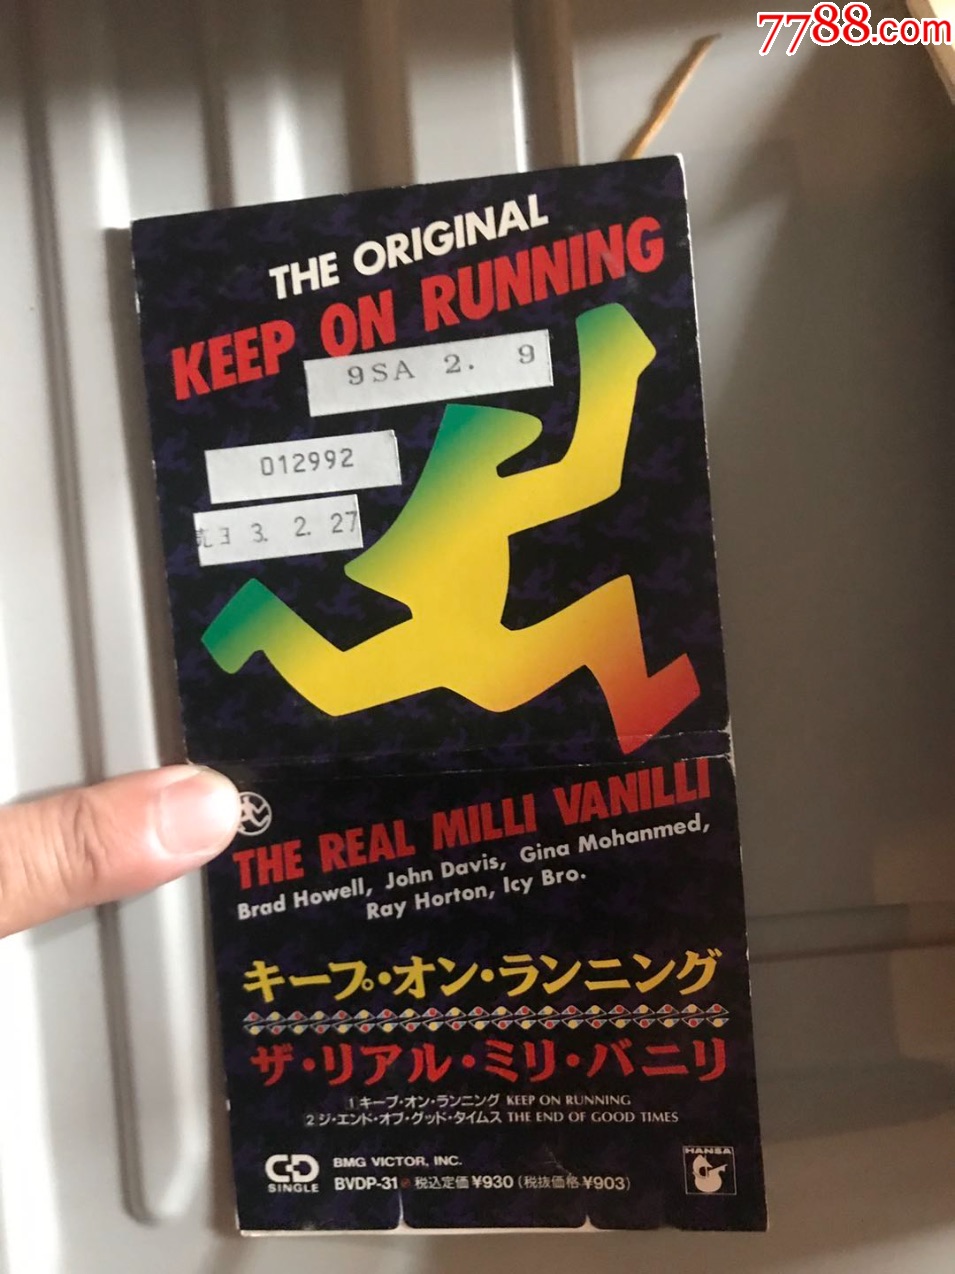 7788.com
THE ORIGINAL
KEEP ON RUNNING
9SA 2. 9
012992
売ヨ 3. 2. 27
THE REAL MILLI VANILLI
Brad Howell, John Davis, Gina Mohanmed,
Ray Horton, Icy Bro.
キープ・オン・ランニング
ザ・リアル・ミリ・バニリ
1 キープ・オン・ランニング KEEP ON RUNNING
2 ジ・エンド・オブ・グッド・タイムス THE END OF GOOD TIMES
CD
SINGLE
BMG VICTOR, INC.
BVDP-31 税込定価¥930 (税抜価格¥903)
HANSA